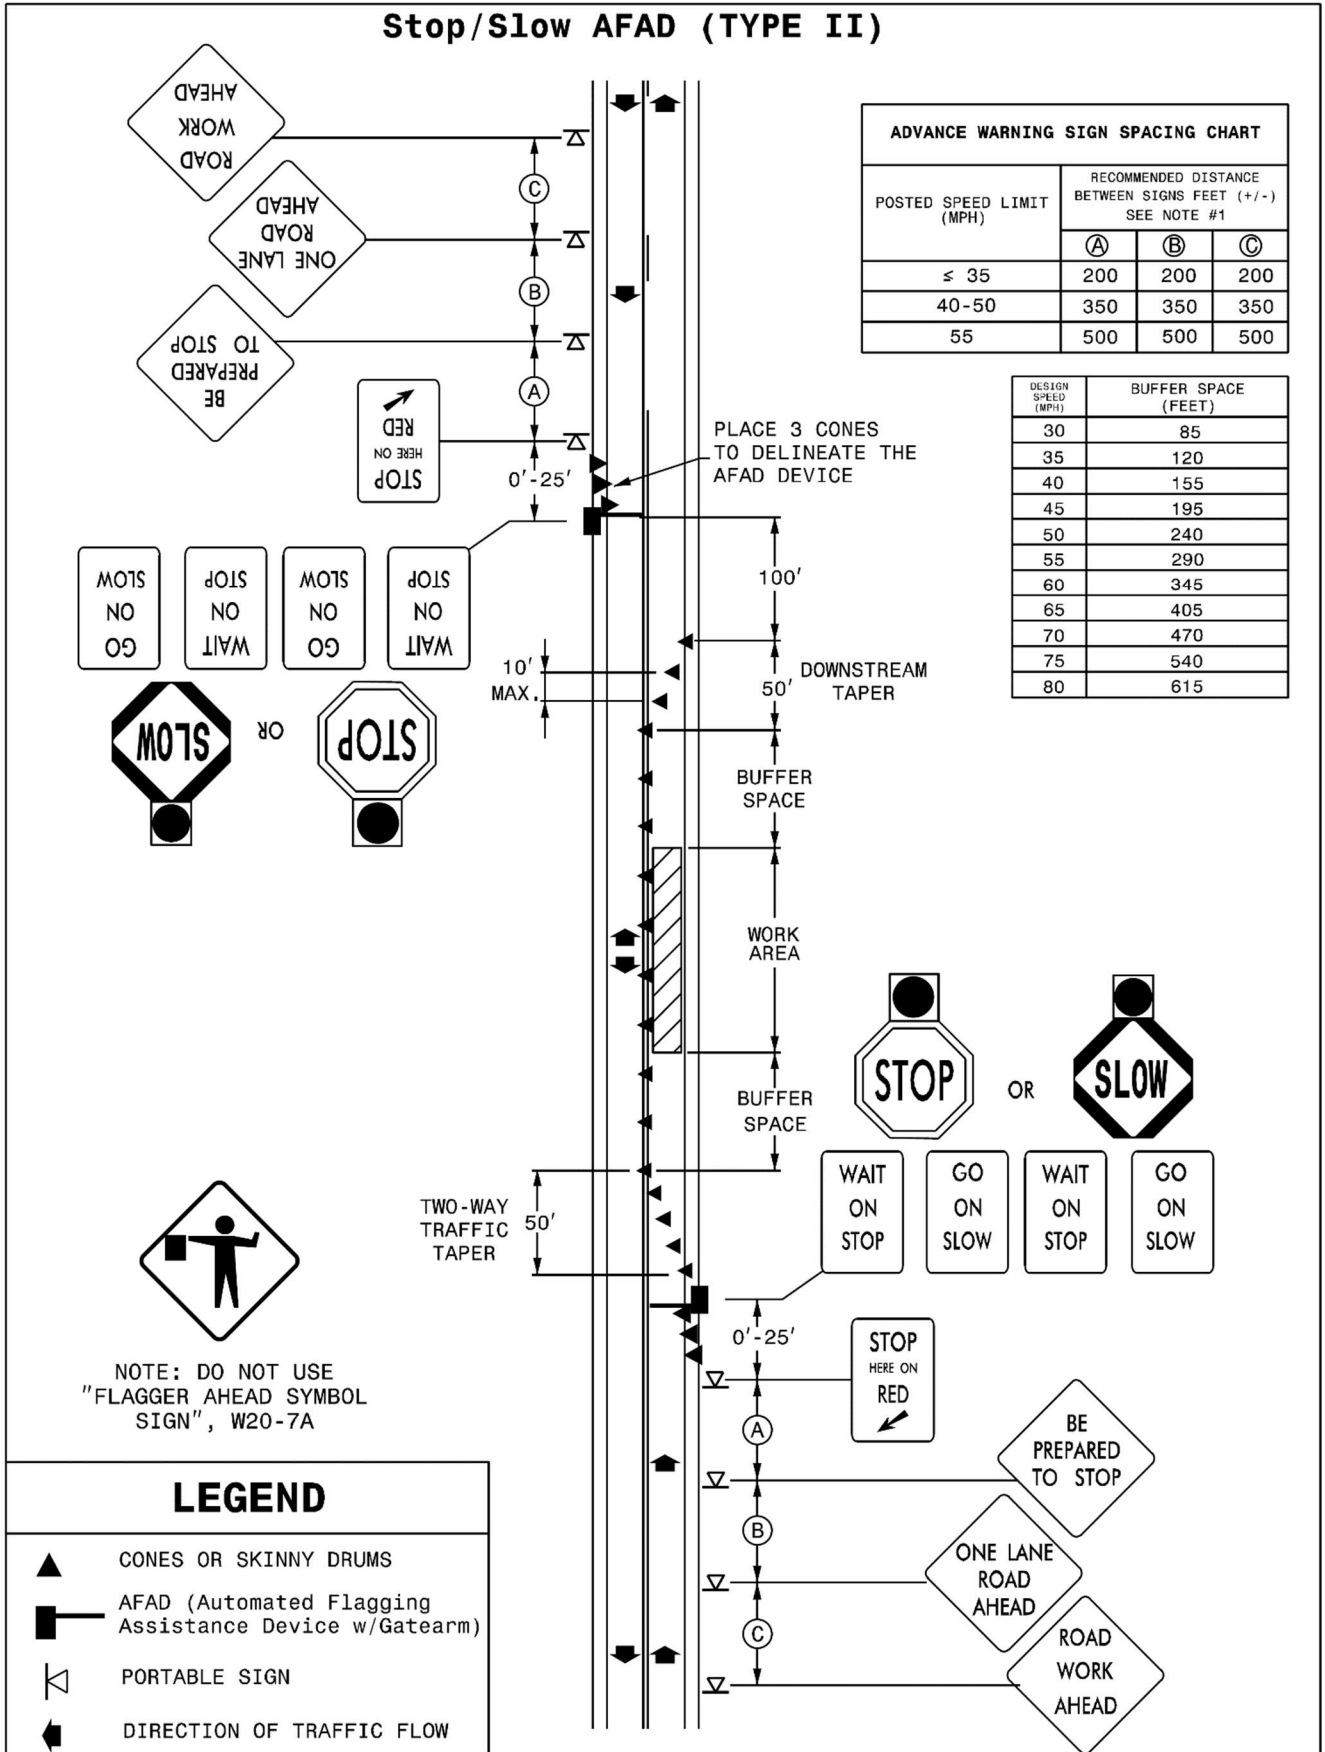 Stop/Slow AFAD (TYPE II)
ROAD
WORK
AHEAD
ONE LANE
ROAD
AHEAD
BE
PREPARED
TO STOP
STOP
HERE ON
RED
C
B
A
0'-25'
PLACE 3 CONES
TO DELINEATE THE
AFAD DEVICE
ADVANCE WARNING SIGN SPACING CHART
POSTED SPEED LIMIT
(MPH)
RECOMMENDED DISTANCE
BETWEEN SIGNS FEET (+/-)
SEE NOTE #1
A B C
≤ 35 200 200 200
40-50 350 350 350
55 500 500 500
DESIGN
SPEED
(MPH)
BUFFER SPACE
(FEET)
30 85
35 120
40 155
45 195
50 240
55 290
60 345
65 405
70 470
75 540
80 615
GO
ON
SLOW
WAIT
ON
STOP
GO
ON
SLOW
WAIT
ON
STOP
SLOW
OR
STOP
100'
10'
MAX.
50'
DOWNSTREAM
TAPER
BUFFER
SPACE
WORK
AREA
BUFFER
SPACE
TWO-WAY
TRAFFIC
TAPER
50'
STOP
OR
SLOW
WAIT
ON
STOP
GO
ON
SLOW
WAIT
ON
STOP
GO
ON
SLOW
0'-25'
STOP
HERE ON
RED
A
B
C
BE
PREPARED
TO STOP
ONE LANE
ROAD
AHEAD
ROAD
WORK
AHEAD
NOTE: DO NOT USE
"FLAGGER AHEAD SYMBOL
SIGN", W20-7A
LEGEND
CONES OR SKINNY DRUMS
AFAD (Automated Flagging
Assistance Device w/Gatearm)
PORTABLE SIGN
DIRECTION OF TRAFFIC FLOW